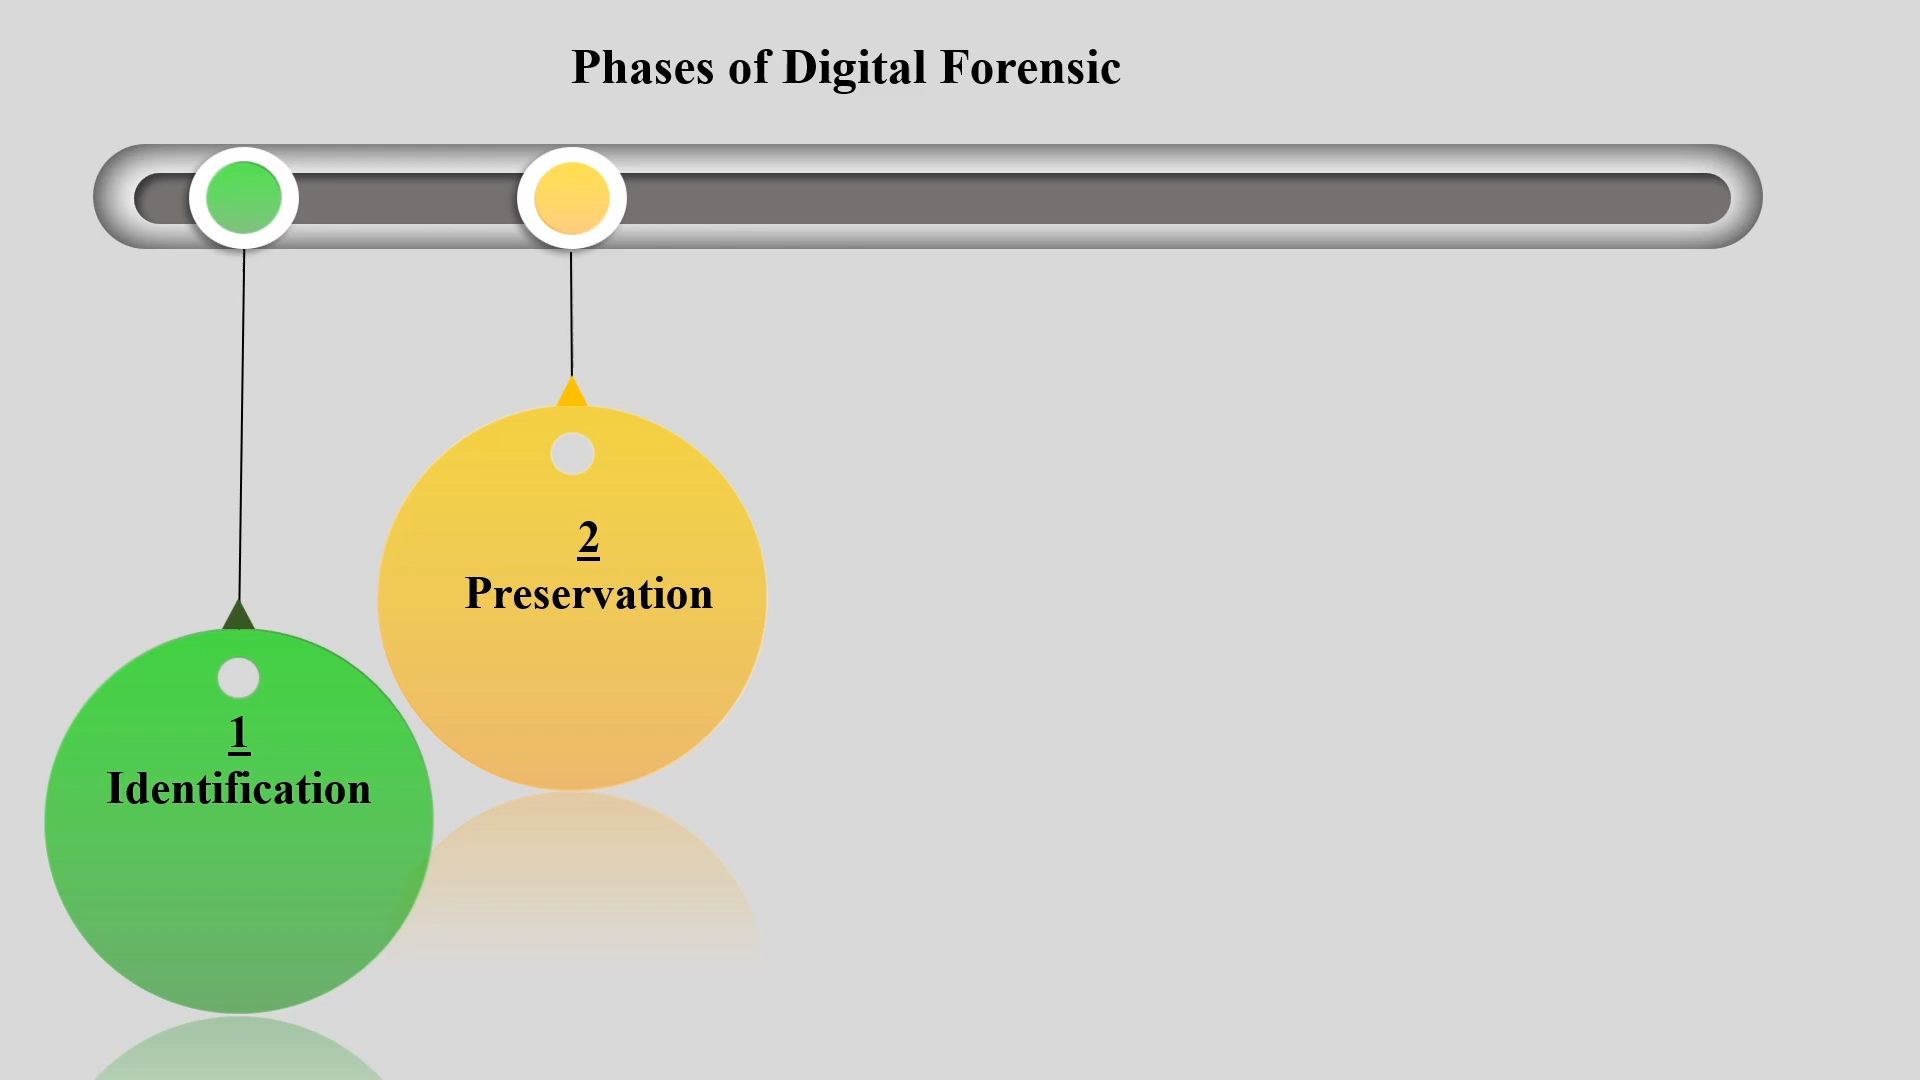 Phases of Digital Forensic
1
Identification
2
Preservation